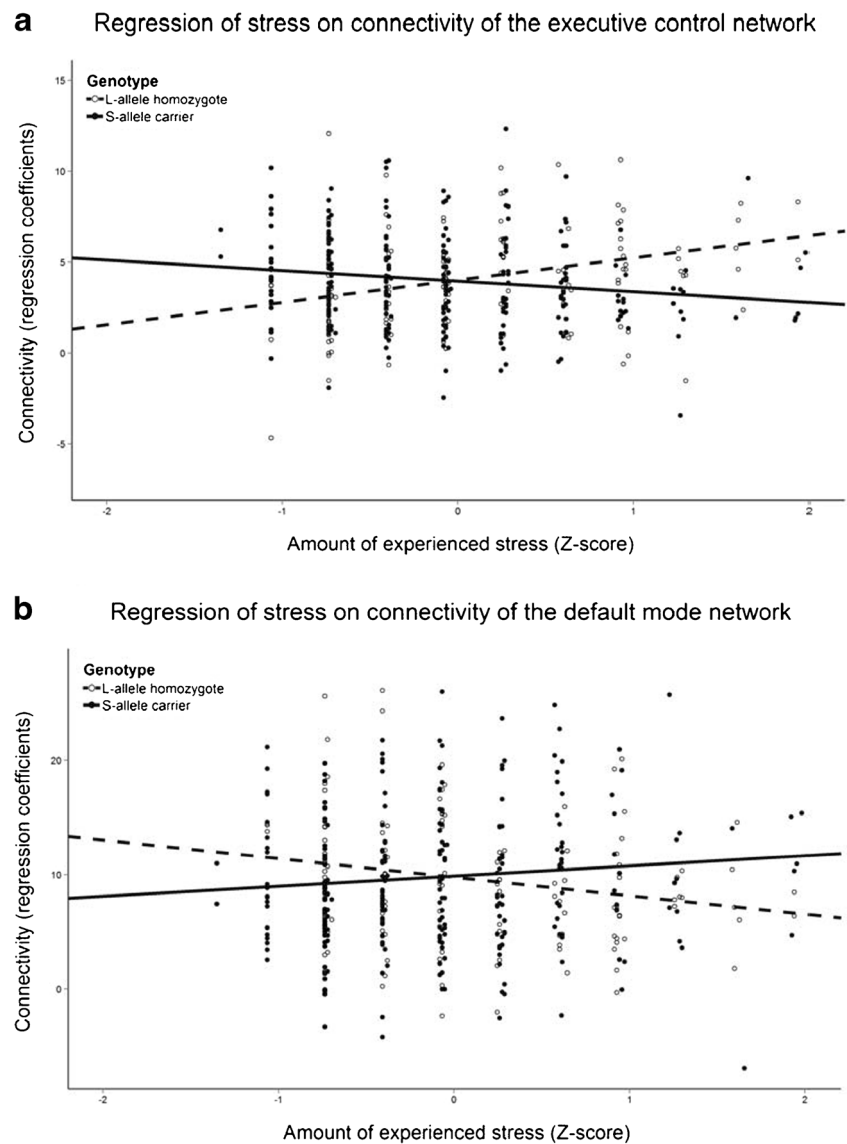 a
Regression of stress on connectivity of the executive control network
Genotype
L-allele homozygote
S-allele carrier
Connectivity (regression coefficients)
15
10
5
0
-5
-2 -1 0 1 2
Amount of experienced stress (Z-score)
b
Regression of stress on connectivity of the default mode network
Genotype
L-allele homozygote
S-allele carrier
Connectivity (regression coefficients)
20
10
0
-2 -1 0 1 2
Amount of experienced stress (Z-score)